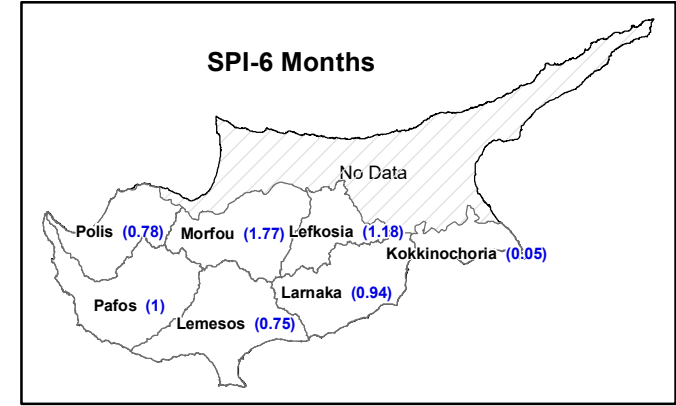 SPI-6 Months
No Data
Polis (0.78)
Morfou (1.77)
Lefkosia (1.18)
Kokkinochoria (0.05)
Pafos (1)
Larnaka (0.94)
Lemesos (0.75)